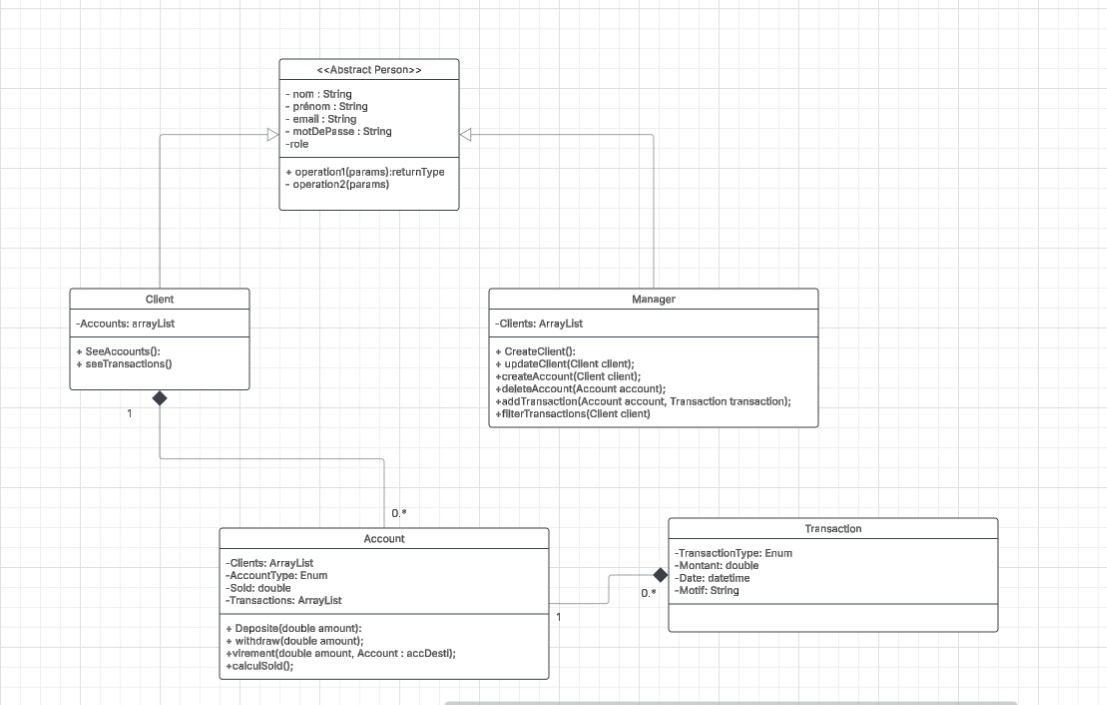 <<Abstract Person>>
- nom : String
- prénom : String
- email : String
- motDePasse : String
-role
+ operation1(params):returnType
- operation2(params)
Client
-Accounts: arrayList
+ SeeAccounts():
+ seeTransactions()
1
Manager
-Clients: ArrayList
+ CreateClient():
+ updateClient(Client client);
+createAccount(Client client);
+deleteAccount(Account account);
+addTransaction(Account account, Transaction transaction);
+filterTransactions(Client client)
0.*
Account
-Clients: ArrayList
-AccountType: Enum
-Sold: double
-Transactions: ArrayList
+ Deposite(double amount):
+ withdraw(double amount);
+virement(double amount, Account : accDesti);
+calculSold();
1
0.*
Transaction
-TransactionType: Enum
-Montant: double
-Date: datetime
-Motif: String